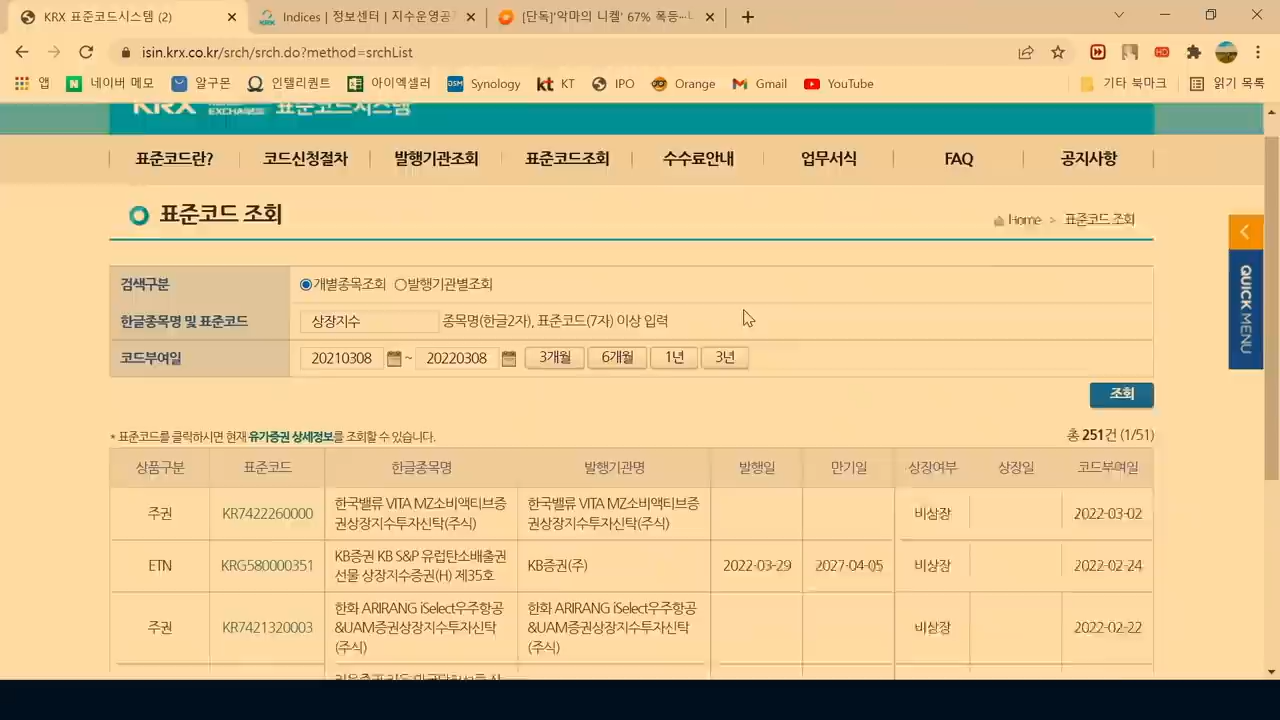 KRX 표준코드시스템 (2)
Indices | 정보센터 | 지수운영공
[단독]'악마의 니켈' 67% 폭등
isin.krx.co.kr/srch/srch.do?method=srchList
HD
앱 네이버 메모 알구몬 인텔리퀀트 아이엑셀러 DSM Synology kt KT IPO Orange Gmail YouTube 기타 북마크 읽기 목록
KRX EXCHANGE 표준코드시스템
표준코드란? 코드신청절차 발행기관조회 표준코드조회 수수료안내 업무서식 FAQ 공지사항
표준코드 조회
Home > 표준코드 조회
QUICK MENU
검색구분 개별종목조회 발행기관별조회
한글종목명 및 표준코드 상장지수 종목명(한글2자), 표준코드(7자) 이상 입력
코드부여일 20210308 ~ 20220308 3개월 6개월 1년 3년
조회
* 표준코드를 클릭하시면 현재 유가증권 상세정보를 조회할 수 있습니다.
총 251건 (1/51)
상품구분 표준코드 한글종목명 발행기관명 발행일 만기일 상장여부 상장일 코드부여일
주권 KR7422260000 한국밸류 VITA MZ소비액티브증권상장지수투자신탁(주식) 한국밸류 VITA MZ소비액티브증권상장지수투자신탁(주식) 비상장 2022-03-02
ETN KRG580000351 KB증권 KB S&P 유럽탄소배출권 선물 상장지수증권(H) 제35호 KB증권(주) 2022-03-29 2027-04-05 비상장 2022-02-24
주권 KR7421320003 한화 ARIRANG iSelect우주항공&UAM증권상장지수투자신탁(주식) 한화 ARIRANG iSelect우주항공&UAM증권상장지수투자신탁(주식) 비상장 2022-02-22